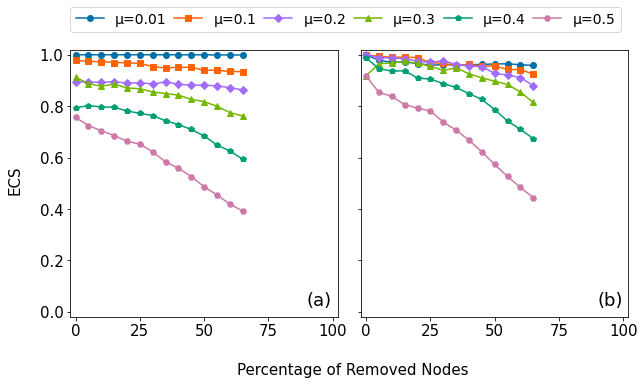 μ=0.01 μ=0.1 μ=0.2 μ=0.3 μ=0.4 μ=0.5
ECS
1.0
0.8
0.6
0.4
0.2
0.0
(a) (b)
0 25 50 75 100 0 25 50 75 100
Percentage of Removed Nodes